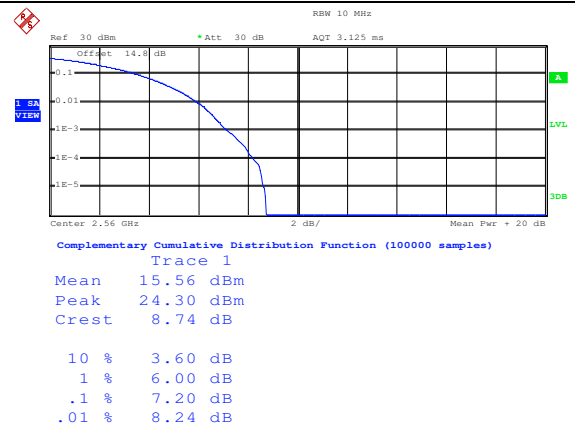 R S
RBW 10 MHz
Ref 30 dBm * Att 30 dB AQT 3.125 ms
Offset 14.8 dB
A
0.1
1 SA
VIEW
0.01
LVL
1E-3
1E-4
1E-5
3DB
Center 2.56 GHz 2 dB/ Mean Pwr + 20 dB
Complementary Cumulative Distribution Function (100000 samples)
Trace 1
Mean 15.56 dBm
Peak 24.30 dBm
Crest 8.74 dB
10 % 3.60 dB
1 % 6.00 dB
.1 % 7.20 dB
.01 % 8.24 dB